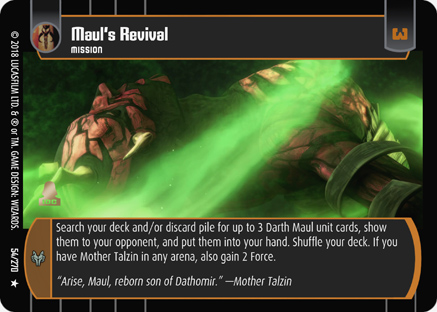 Maul's Revival
MISSION
3
© 2018 LUCASFILM LTD. & ® or TM. GAME DESIGN: WIZARDS.
54/270 ★
Search your deck and/or discard pile for up to 3 Darth Maul unit cards, show
them to your opponent, and put them into your hand. Shuffle your deck. If you
have Mother Talzin in any arena, also gain 2 Force.
"Arise, Maul, reborn son of Dathomir." —Mother Talzin